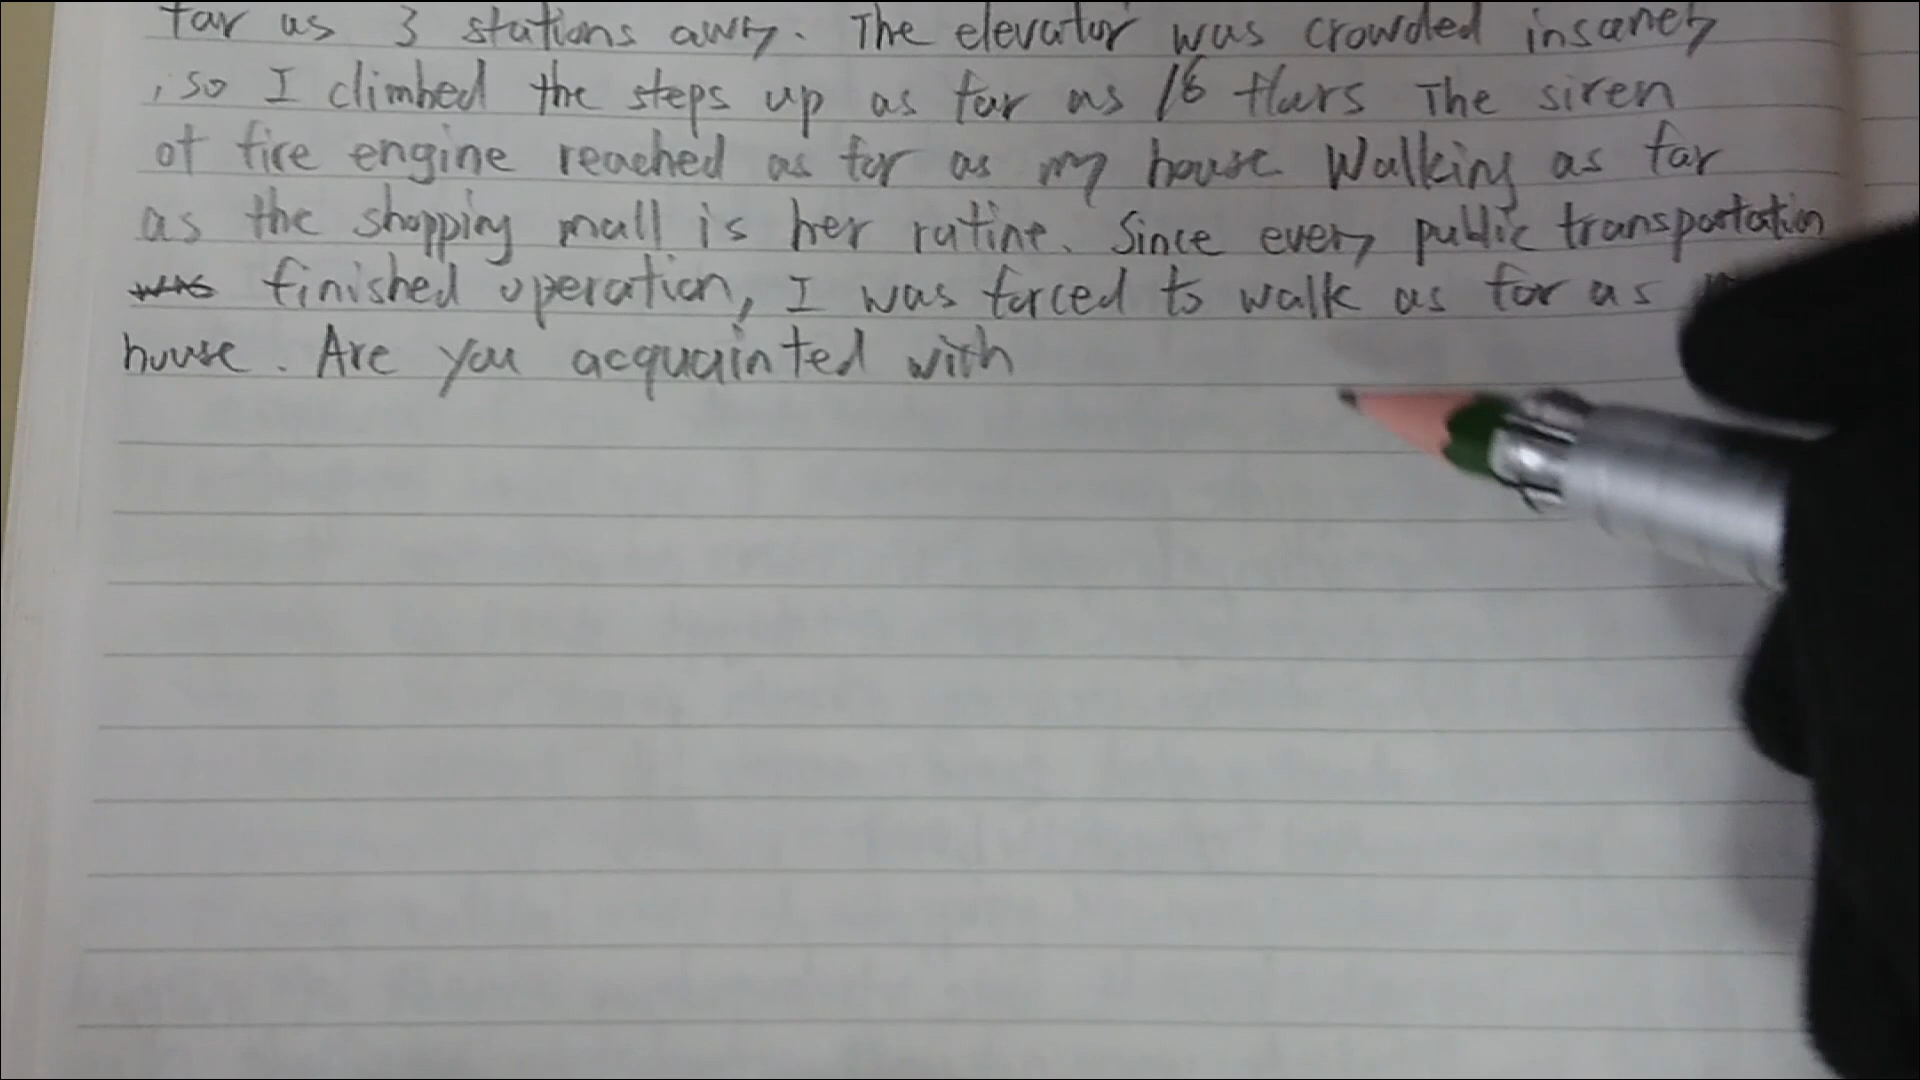 far as 3 stations away. The elevator was crowded insanely
, so I climbed the steps up as far as 16 floors The siren
of fire engine reached as far as my house Walking as far
as the shopping mall is her rutine. Since every public transportation
was finished operation, I was forced to walk as far as
house. Are you acquainted with